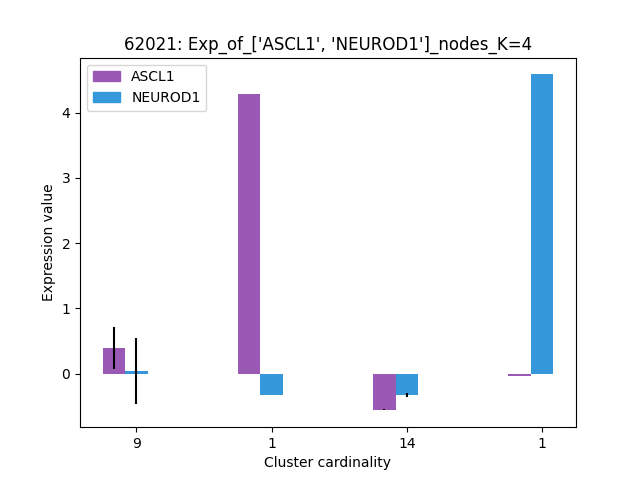 62021: Exp_of_['ASCL1', 'NEUROD1']_nodes_K=4
ASCL1
NEUROD1
Expression value
4
3
2
1
0
9
1
14
1
Cluster cardinality